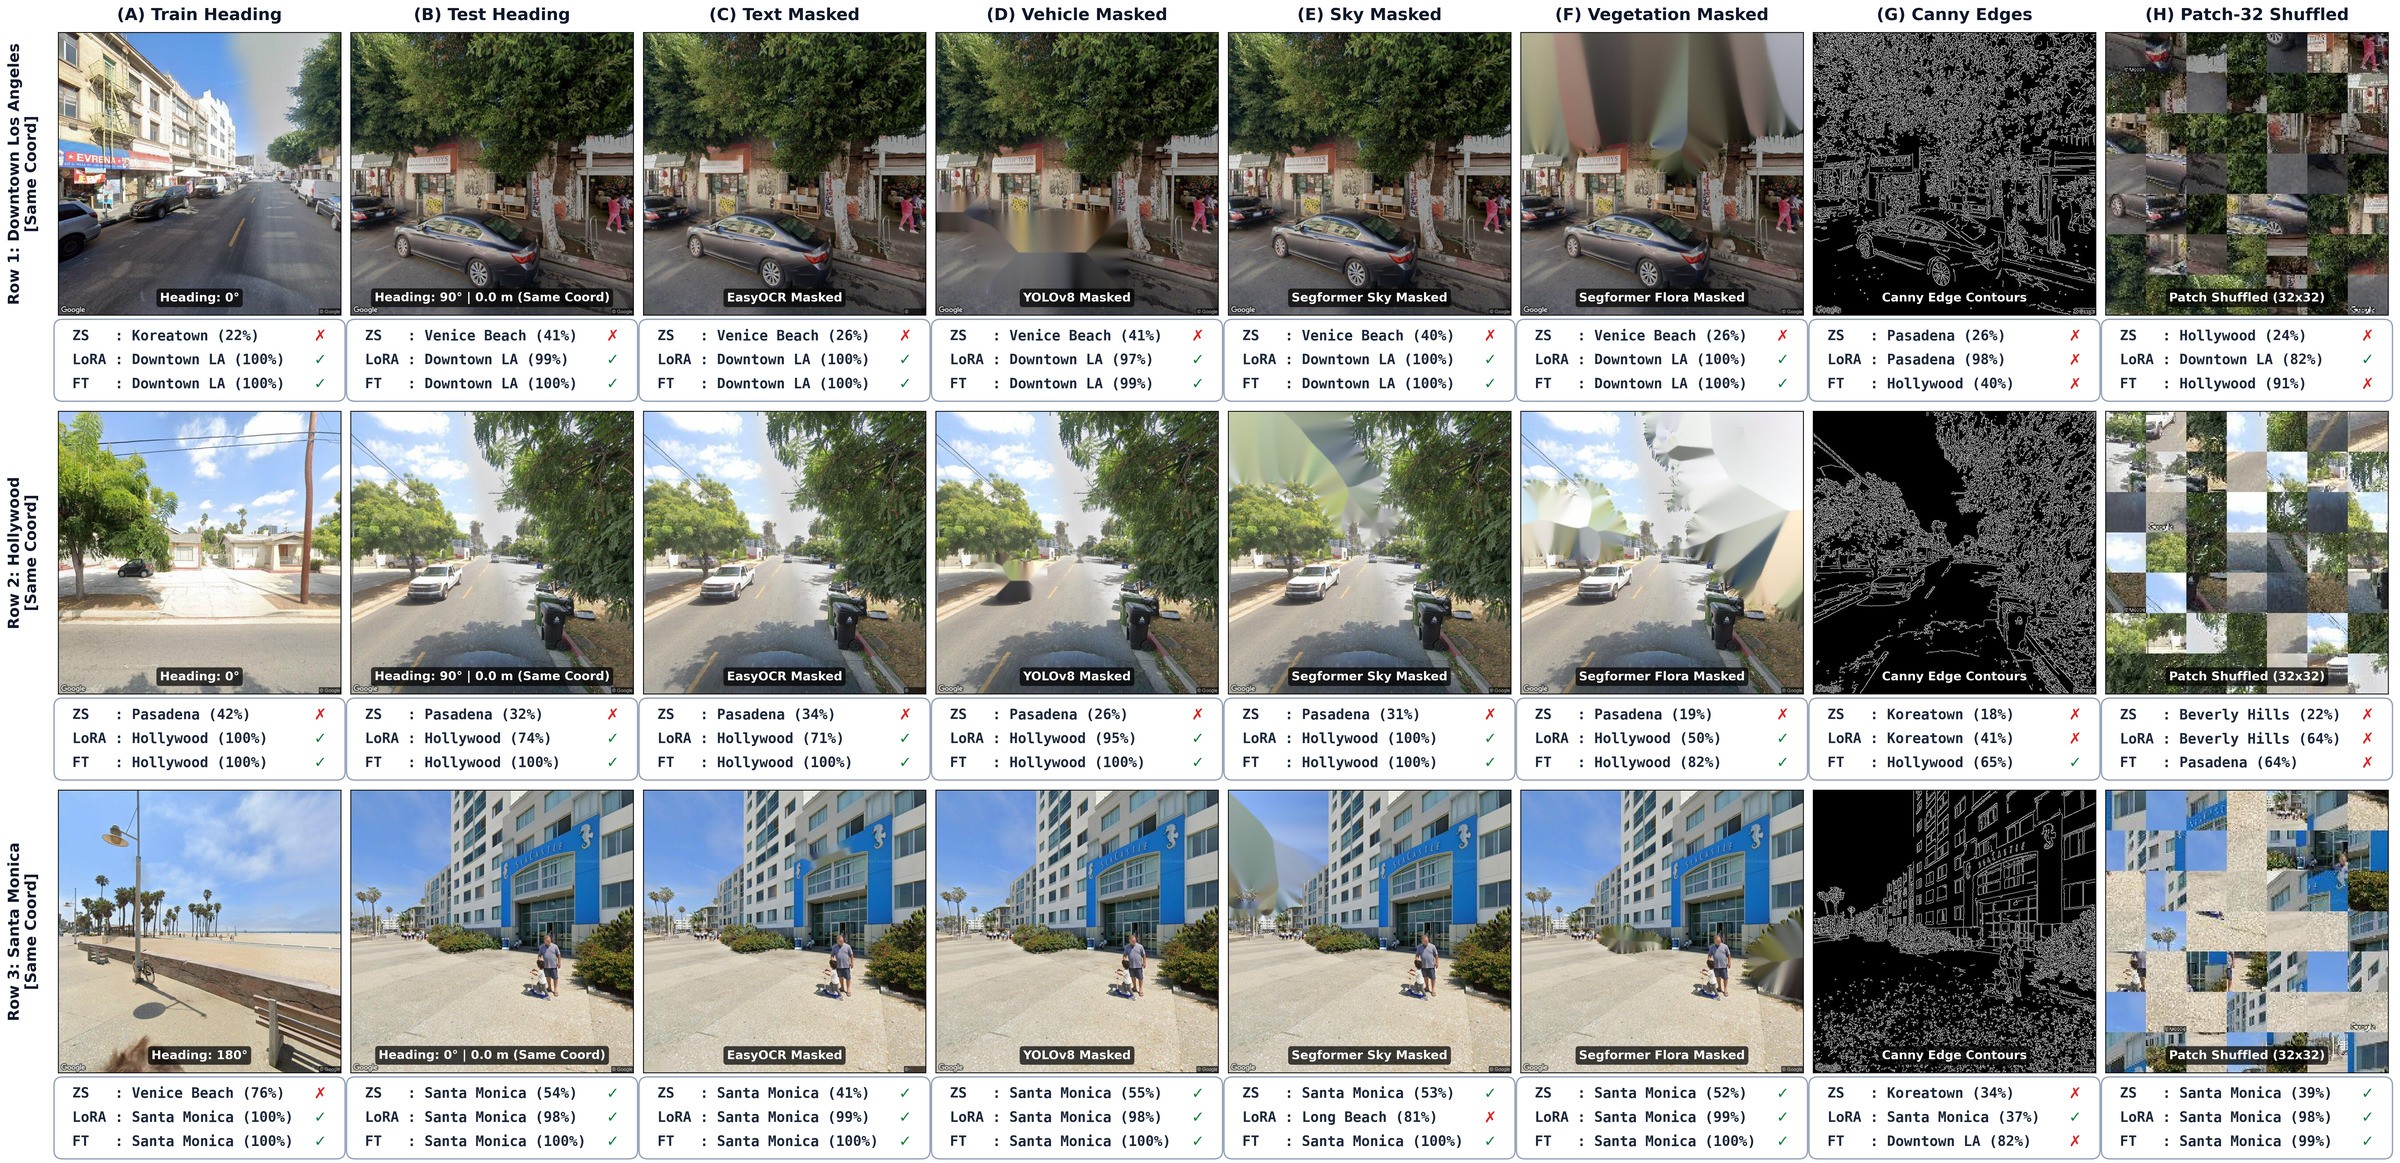 (A) Train Heading
(B) Test Heading
(C) Text Masked
(D) Vehicle Masked
(E) Sky Masked
(F) Vegetation Masked
(G) Canny Edges
(H) Patch-32 Shuffled
Row 1: Downtown Los Angeles
[Same Coord]
EVRENA
Heading: 0°
Heading: 90° | 0.0 m (Same Coord)
EasyOCR Masked
YOLOv8 Masked
Segformer Sky Masked
Segformer Flora Masked
Canny Edge Contours
Patch Shuffled (32x32)
ZS : Koreatown (22%) ✗
LoRA : Downtown LA (100%) ✓
FT : Downtown LA (100%) ✓
ZS : Venice Beach (41%) ✗
LoRA : Downtown LA (99%) ✓
FT : Downtown LA (100%) ✓
ZS : Venice Beach (26%) ✗
LoRA : Downtown LA (100%) ✓
FT : Downtown LA (100%) ✓
ZS : Venice Beach (41%) ✗
LoRA : Downtown LA (97%) ✓
FT : Downtown LA (99%) ✓
ZS : Venice Beach (40%) ✗
LoRA : Downtown LA (100%) ✓
FT : Downtown LA (100%) ✓
ZS : Venice Beach (26%) ✗
LoRA : Downtown LA (100%) ✓
FT : Downtown LA (100%) ✓
ZS : Pasadena (26%) ✗
LoRA : Pasadena (98%) ✗
FT : Hollywood (40%) ✗
ZS : Hollywood (24%) ✗
LoRA : Downtown LA (82%) ✓
FT : Hollywood (91%) ✗
Row 2: Hollywood
[Same Coord]
Heading: 0°
Heading: 90° | 0.0 m (Same Coord)
EasyOCR Masked
YOLOv8 Masked
Segformer Sky Masked
Segformer Flora Masked
Canny Edge Contours
Patch Shuffled (32x32)
ZS : Pasadena (42%) ✗
LoRA : Hollywood (100%) ✓
FT : Hollywood (100%) ✓
ZS : Pasadena (32%) ✗
LoRA : Hollywood (74%) ✓
FT : Hollywood (100%) ✓
ZS : Pasadena (34%) ✗
LoRA : Hollywood (71%) ✓
FT : Hollywood (100%) ✓
ZS : Pasadena (26%) ✗
LoRA : Hollywood (95%) ✓
FT : Hollywood (100%) ✓
ZS : Pasadena (31%) ✗
LoRA : Hollywood (100%) ✓
FT : Hollywood (100%) ✓
ZS : Pasadena (19%) ✗
LoRA : Hollywood (50%) ✓
FT : Hollywood (82%) ✓
ZS : Koreatown (18%) ✗
LoRA : Koreatown (41%) ✗
FT : Hollywood (65%) ✓
ZS : Beverly Hills (22%) ✗
LoRA : Beverly Hills (64%) ✗
FT : Pasadena (64%) ✗
Row 3: Santa Monica
[Same Coord]
SEACASTLE
Heading: 180°
Heading: 0° | 0.0 m (Same Coord)
EasyOCR Masked
YOLOv8 Masked
Segformer Sky Masked
Segformer Flora Masked
Canny Edge Contours
Patch Shuffled (32x32)
ZS : Venice Beach (76%) ✗
LoRA : Santa Monica (100%) ✓
FT : Santa Monica (100%) ✓
ZS : Santa Monica (54%) ✓
LoRA : Santa Monica (98%) ✓
FT : Santa Monica (100%) ✓
ZS : Santa Monica (41%) ✓
LoRA : Santa Monica (99%) ✓
FT : Santa Monica (100%) ✓
ZS : Santa Monica (55%) ✓
LoRA : Santa Monica (98%) ✓
FT : Santa Monica (100%) ✓
ZS : Santa Monica (53%) ✓
LoRA : Long Beach (81%) ✗
FT : Santa Monica (100%) ✓
ZS : Santa Monica (52%) ✓
LoRA : Santa Monica (99%) ✓
FT : Santa Monica (100%) ✓
ZS : Koreatown (34%) ✗
LoRA : Santa Monica (37%) ✓
FT : Downtown LA (82%) ✗
ZS : Santa Monica (39%) ✓
LoRA : Santa Monica (98%) ✓
FT : Santa Monica (99%) ✓